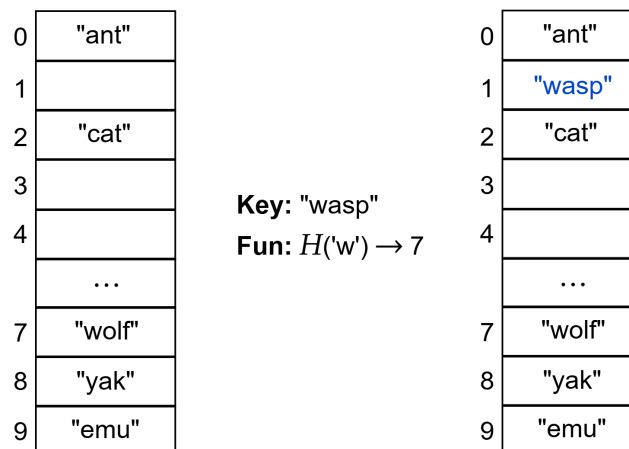 0 "ant"
1
2 "cat"
3
4
...
7 "wolf"
8 "yak"
9 "emu"
Key: "wasp"
Fun: H('w') → 7
0 "ant"
1 "wasp"
2 "cat"
3
4
...
7 "wolf"
8 "yak"
9 "emu"